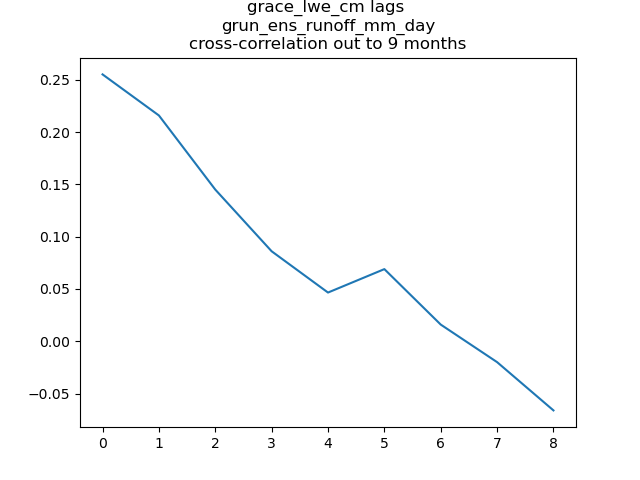 grace_lwe_cm lags
grun_ens_runoff_mm_day
cross-correlation out to 9 months
0.25
0.20
0.15
0.10
0.05
0.00
−0.05
0 1 2 3 4 5 6 7 8